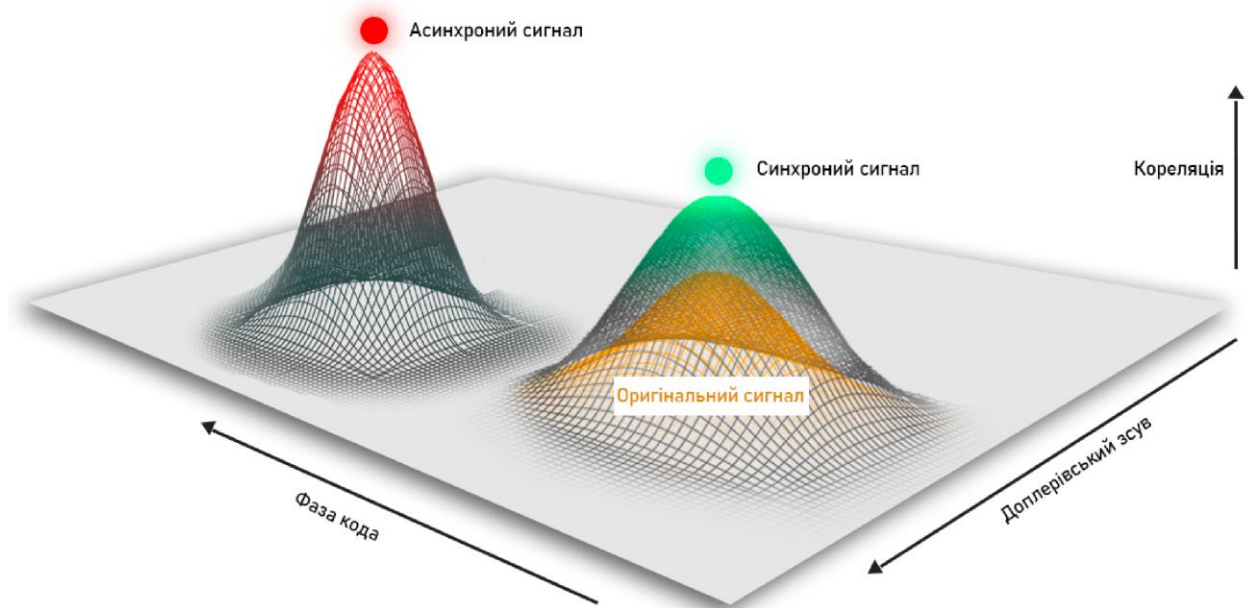 Асинхроний сигнал
Синхроний сигнал
Кореляція
Оригінальний сигнал
Доплерівський зсув
Фаза кода